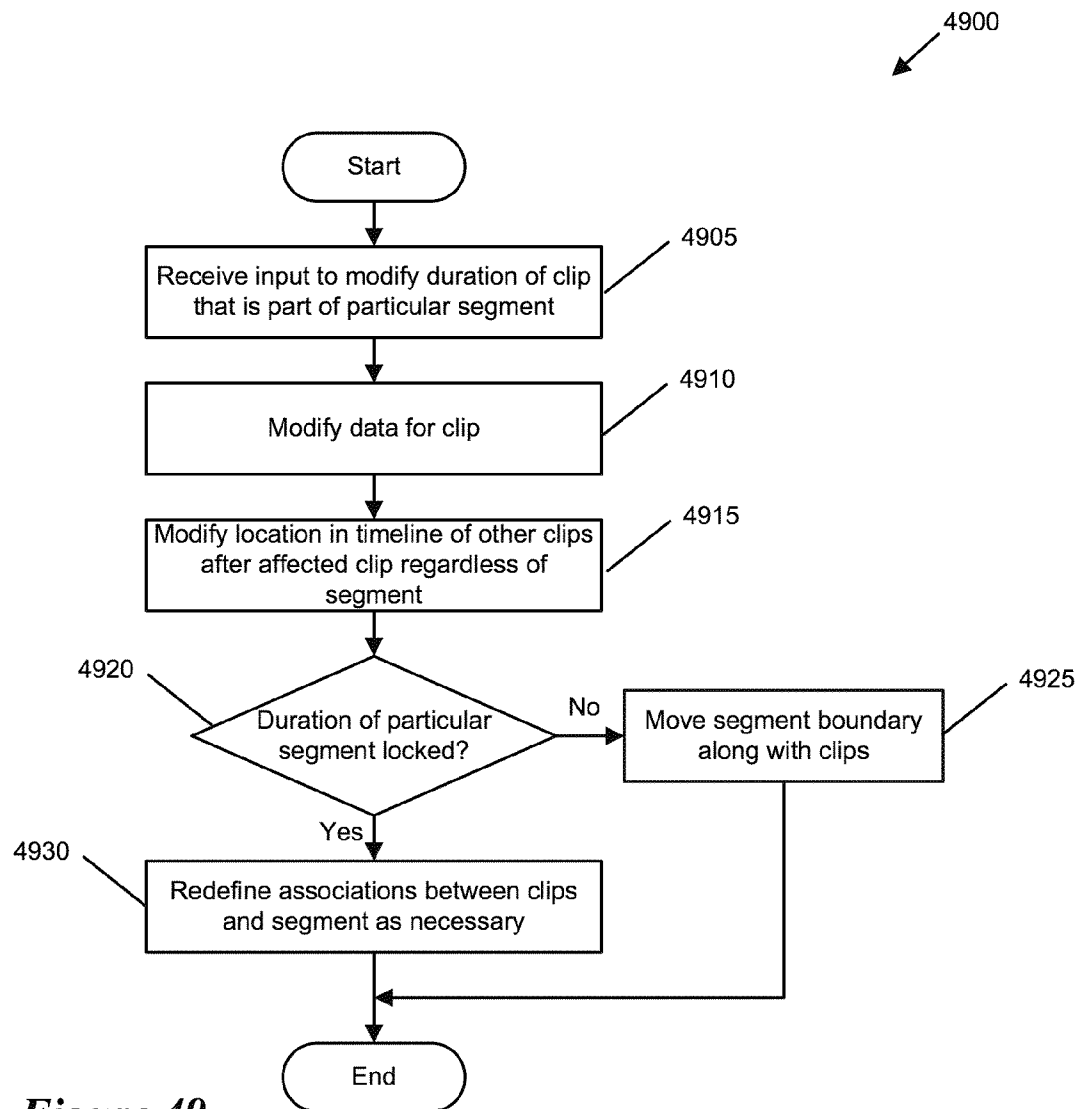 4900
Start
4905
Receive input to modify duration of clip
that is part of particular segment
4910
Modify data for clip
4915
Modify location in timeline of other clips
after affected clip regardless of
segment
4920
Duration of particular
segment locked?
No
4925
Move segment boundary
along with clips
Yes
4930
Redefine associations between clips
and segment as necessary
End
Figure 49